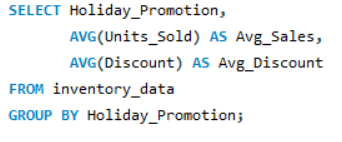 SELECT Holiday_Promotion,
       AVG(Units_Sold) AS Avg_Sales,
       AVG(Discount) AS Avg_Discount
FROM inventory_data
GROUP BY Holiday_Promotion;